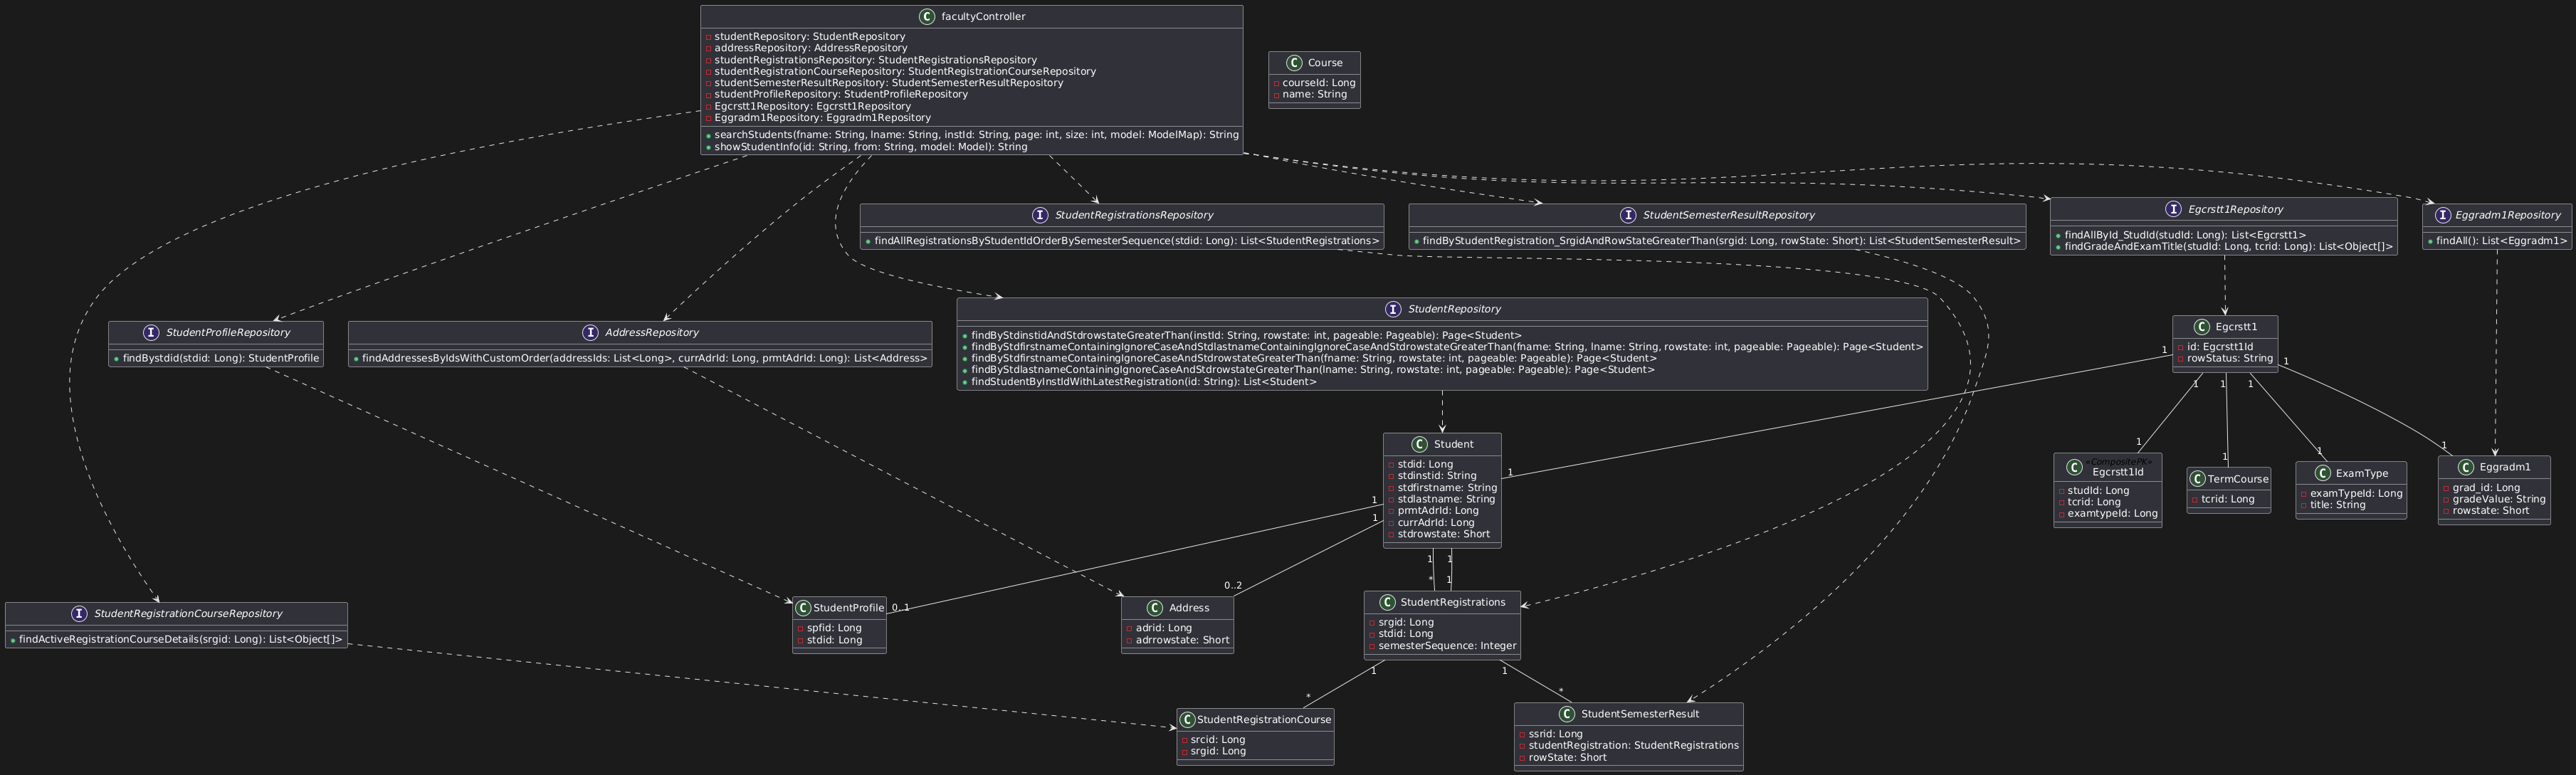 C facultyController
studentRepository: StudentRepository
addressRepository: AddressRepository
studentRegistrationsRepository: StudentRegistrationsRepository
studentRegistrationCourseRepository: StudentRegistrationCourseRepository
studentSemesterResultRepository: StudentSemesterResultRepository
studentProfileRepository: StudentProfileRepository
Egcrstt1Repository: Egcrstt1Repository
Eggradm1Repository: Eggradm1Repository
searchStudents(fname: String, lname: String, instId: String, page: int, size: int, model: ModelMap): String
showStudentInfo(id: String, from: String, model: Model): String
C Course
courseId: Long
name: String
I StudentRegistrationsRepository
findAllRegistrationsByStudentIdOrderBySemesterSequence(stdid: Long): List<StudentRegistrations>
I StudentSemesterResultRepository
findByStudentRegistration_SrgidAndRowStateGreaterThan(srgid: Long, rowState: Short): List<StudentSemesterResult>
I Egcrstt1Repository
findAllById_StudId(studId: Long): List<Egcrstt1>
findGradeAndExamTitle(studId: Long, tcrid: Long): List<Object[]>
I Eggradm1Repository
findAll(): List<Eggradm1>
I StudentProfileRepository
findBystdid(stdid: Long): StudentProfile
I AddressRepository
findAddressesByIdsWithCustomOrder(addressIds: List<Long>, currAdrId: Long, prmtAdrId: Long): List<Address>
I StudentRepository
findByStdinstidAndStdrowstateGreaterThan(instId: String, rowstate: int, pageable: Pageable): Page<Student>
findByStdfirstnameContainingIgnoreCaseAndStdlastnameContainingIgnoreCaseAndStdrowstateGreaterThan(fname: String, lname: String, rowstate: int, pageable: Pageable): Page<Student>
findByStdfirstnameContainingIgnoreCaseAndStdrowstateGreaterThan(fname: String, rowstate: int, pageable: Pageable): Page<Student>
findByStdlastnameContainingIgnoreCaseAndStdrowstateGreaterThan(lname: String, rowstate: int, pageable: Pageable): Page<Student>
findStudentByInstIdWithLatestRegistration(id: String): List<Student>
C Egcrstt1
id: Egcrstt1Id
rowStatus: String
1
1
1
1
1
C Student
stdid: Long
stdinstid: String
stdfirstname: String
stdlastname: String
prmtAdrId: Long
currAdrId: Long
stdrowstate: Short
1
1
1
1
1
C «CompositePK»
Egcrstt1Id
studId: Long
tcrid: Long
examtypeId: Long
C TermCourse
tcrid: Long
C ExamType
examTypeId: Long
title: String
C Eggradm1
grad_id: Long
gradeValue: String
rowstate: Short
1
1
1
1
0..1
0..2
*
1
I StudentRegistrationCourseRepository
findActiveRegistrationCourseDetails(srgid: Long): List<Object[]>
C StudentProfile
spfid: Long
stdid: Long
C Address
adrid: Long
adrrowstate: Short
C StudentRegistrations
srgid: Long
stdid: Long
semesterSequence: Integer
1
1
*
*
C StudentRegistrationCourse
srcid: Long
srgid: Long
C StudentSemesterResult
ssrid: Long
studentRegistration: StudentRegistrations
rowState: Short